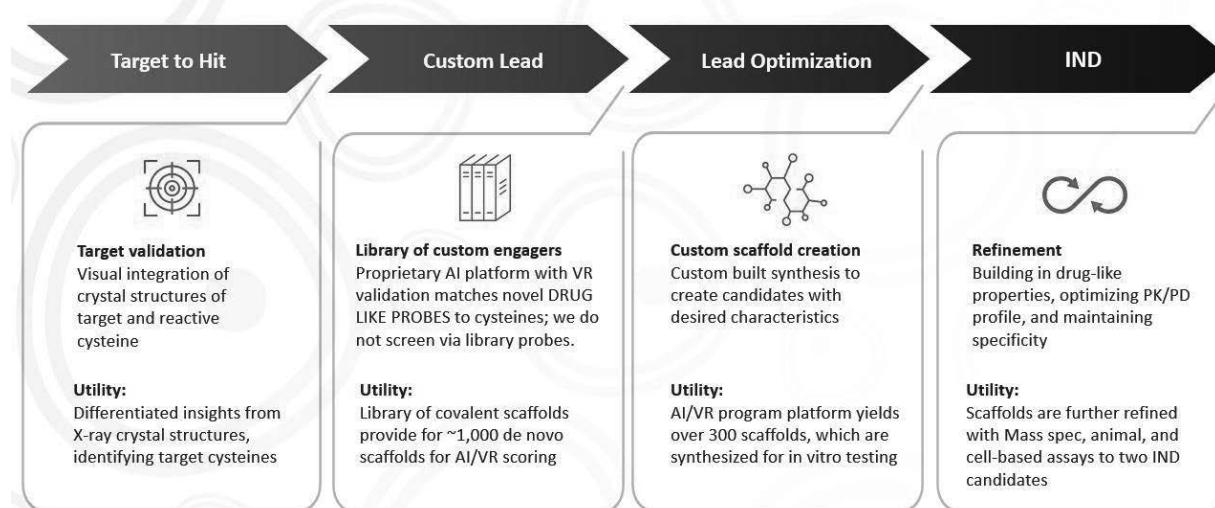 Target to Hit
Custom Lead
Lead Optimization
IND
Target validation
Visual integration of
crystal structures of
target and reactive
cysteine
Utility:
Differentiated insights from
X-ray crystal structures,
identifying target cysteines
Library of custom engagers
Proprietary AI platform with VR
validation matches novel DRUG
LIKE PROBES to cysteines; we do
not screen via library probes.
Utility:
Library of covalent scaffolds
provide for ~1,000 de novo
scaffolds for AI/VR scoring
Custom scaffold creation
Custom built synthesis to
create candidates with
desired characteristics
Utility:
AI/VR program platform yields
over 300 scaffolds, which are
synthesized for in vitro testing
Refinement
Building in drug-like
properties, optimizing PK/PD
profile, and maintaining
specificity
Utility:
Scaffolds are further refined
with Mass spec, animal, and
cell-based assays to two IND
candidates